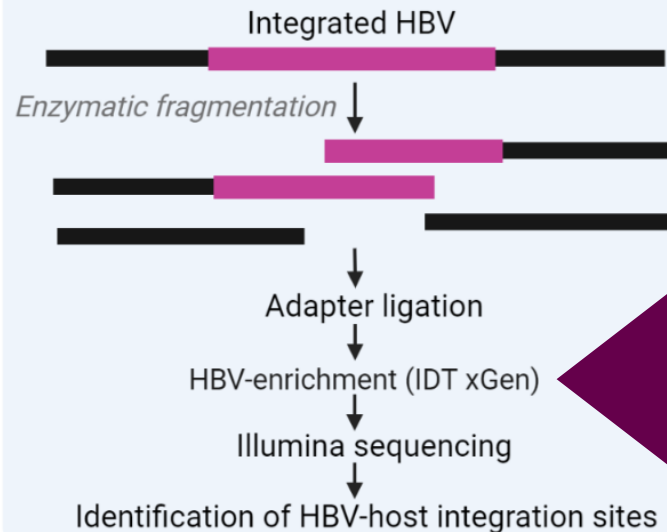 Integrated HBV
Enzymatic fragmentation
Adapter ligation
HBV-enrichment (IDT xGen)
Illumina sequencing
Identification of HBV-host integration sites